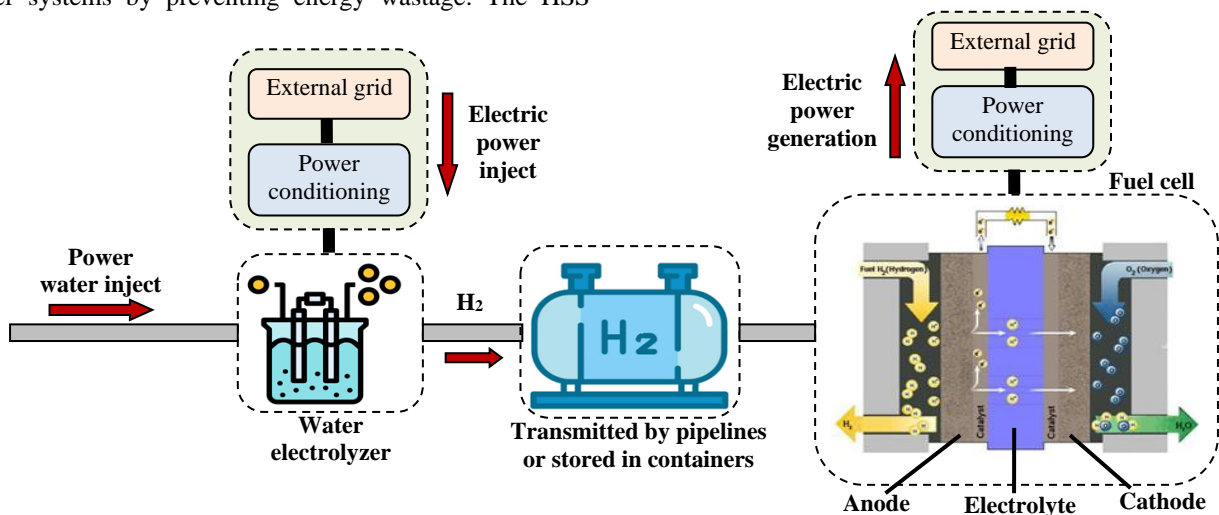 er systems by preventing energy wastage. The HSS
External grid
Power
conditioning
Electric
power
inject
Power
water inject
Water
electrolyzer
H2
H2
Transmitted by pipelines
or stored in containers
Electric
power
generation
External grid
Power
conditioning
Fuel cell
Fuel H2(Hydrogen)
O2 (Oxygen)
Catalyst
Catalyst
H2
H2O
Anode
Electrolyte
Cathode